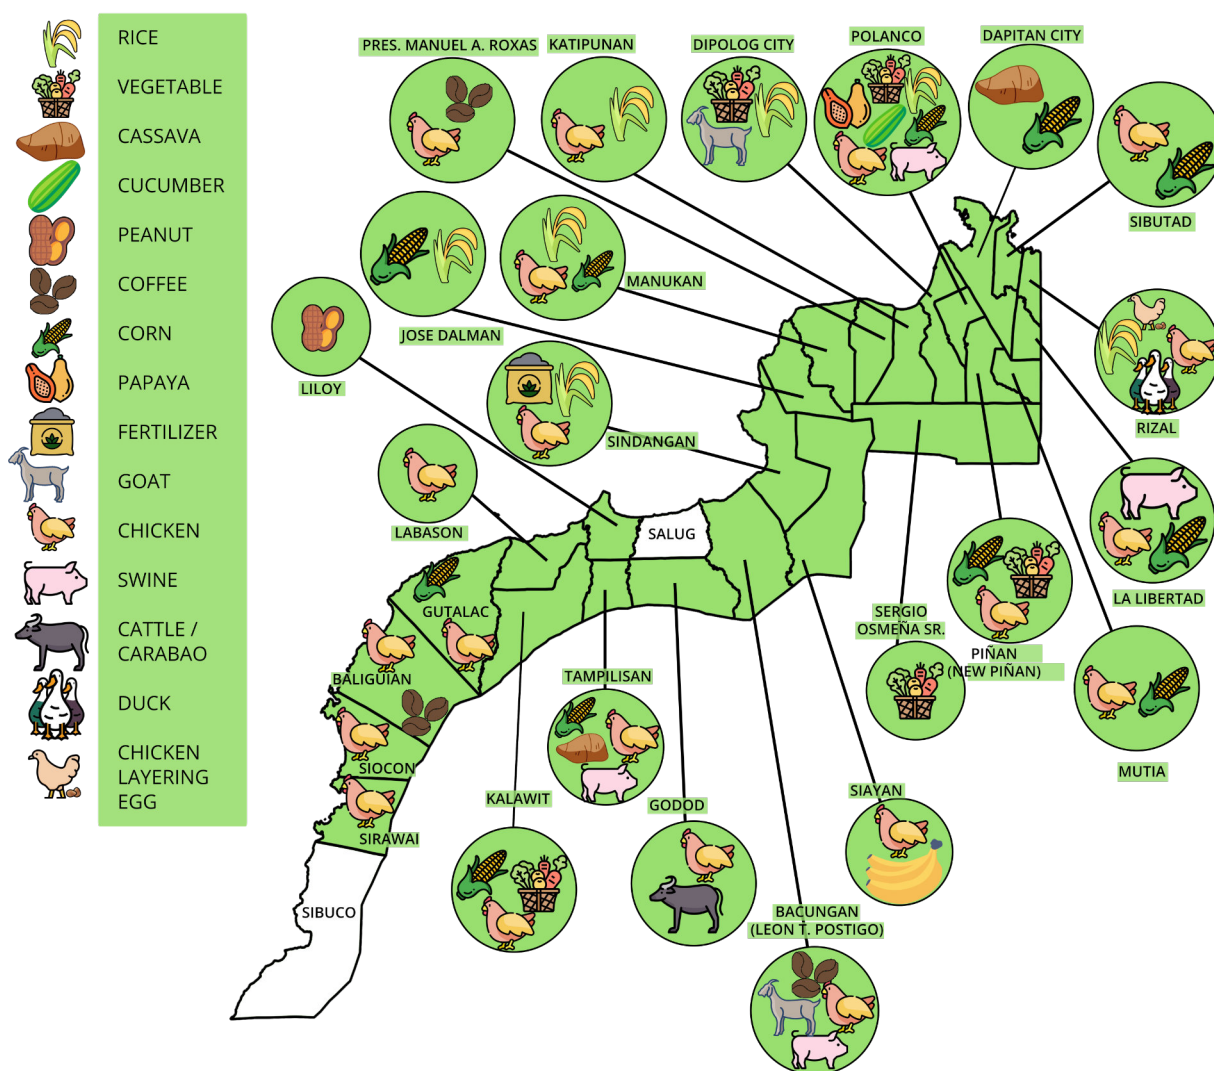 RICE
VEGETABLE
CASSAVA
CUCUMBER
PEANUT
COFFEE
CORN
PAPAYA
FERTILIZER
GOAT
CHICKEN
SWINE
CATTLE /
CARABAO
DUCK
CHICKEN
LAYERING
EGG
PRES. MANUEL A. ROXAS
KATIPUNAN
DIPOLOG CITY
POLANCO
DAPITAN CITY
SIBUTAD
MANUKAN
JOSE DALMAN
LILOY
SINDANGAN
RIZAL
LABASON
SALUG
LA LIBERTAD
GUTALAC
SERGIO
OSMEÑA SR.
PIÑAN
(NEW PIÑAN)
BALIGUIAN
TAMPILISAN
SIOCON
MUTIA
KALAWIT
GODOD
SIAYAN
SIRAWAI
SIBUCO
BACUNGAN
(LEON T. POSTIGO)